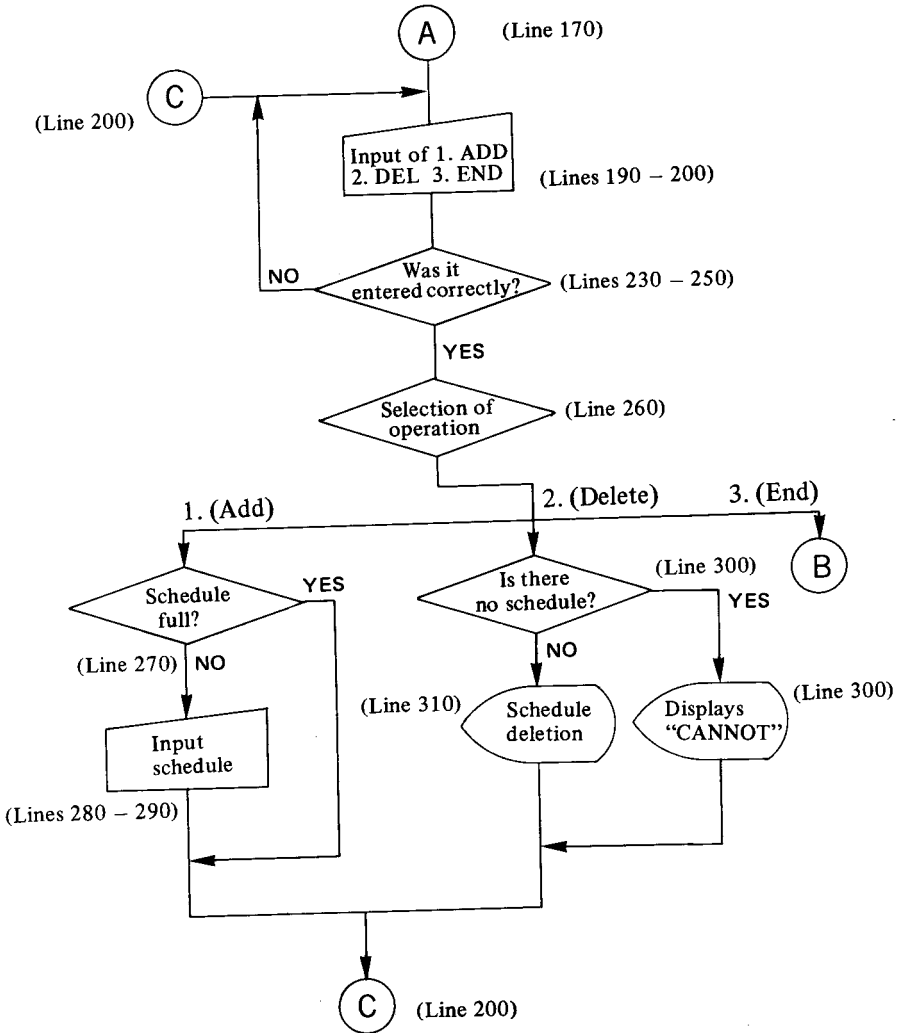 A
(Line 170)
C
(Line 200)
Input of 1. ADD
2. DEL 3. END
(Lines 190 – 200)
NO
Was it
entered correctly?
(Lines 230 – 250)
YES
Selection of
operation
(Line 260)
1. (Add)
2. (Delete)
3. (End)
B
Schedule
full?
YES
(Line 270)
NO
Input
schedule
(Lines 280 – 290)
Is there
no schedule?
(Line 300)
YES
NO
(Line 310)
Schedule
deletion
Displays
“CANNOT”
(Line 300)
C
(Line 200)